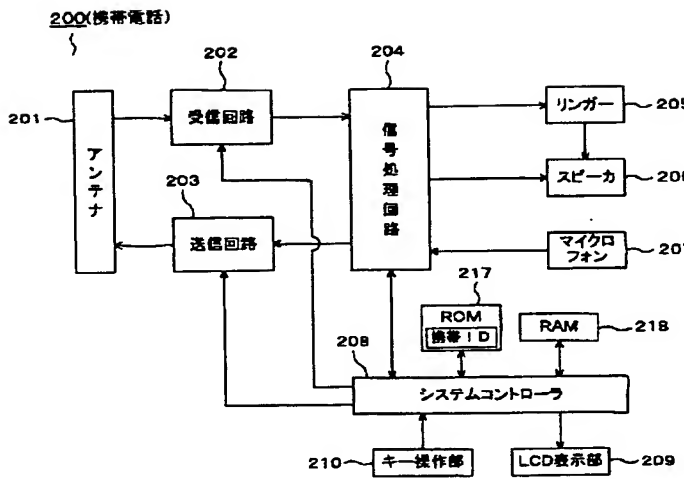 200(携帯電話)
202
204
201
受信回路
リンガー
205
アンテナ
信号処理回路
203
スピーカ
206
送信回路
マイクロ
フォン
207
217
ROM
携帯ID
RAM
218
208
システムコントローラ
210
キー操作部
LCD表示部
209